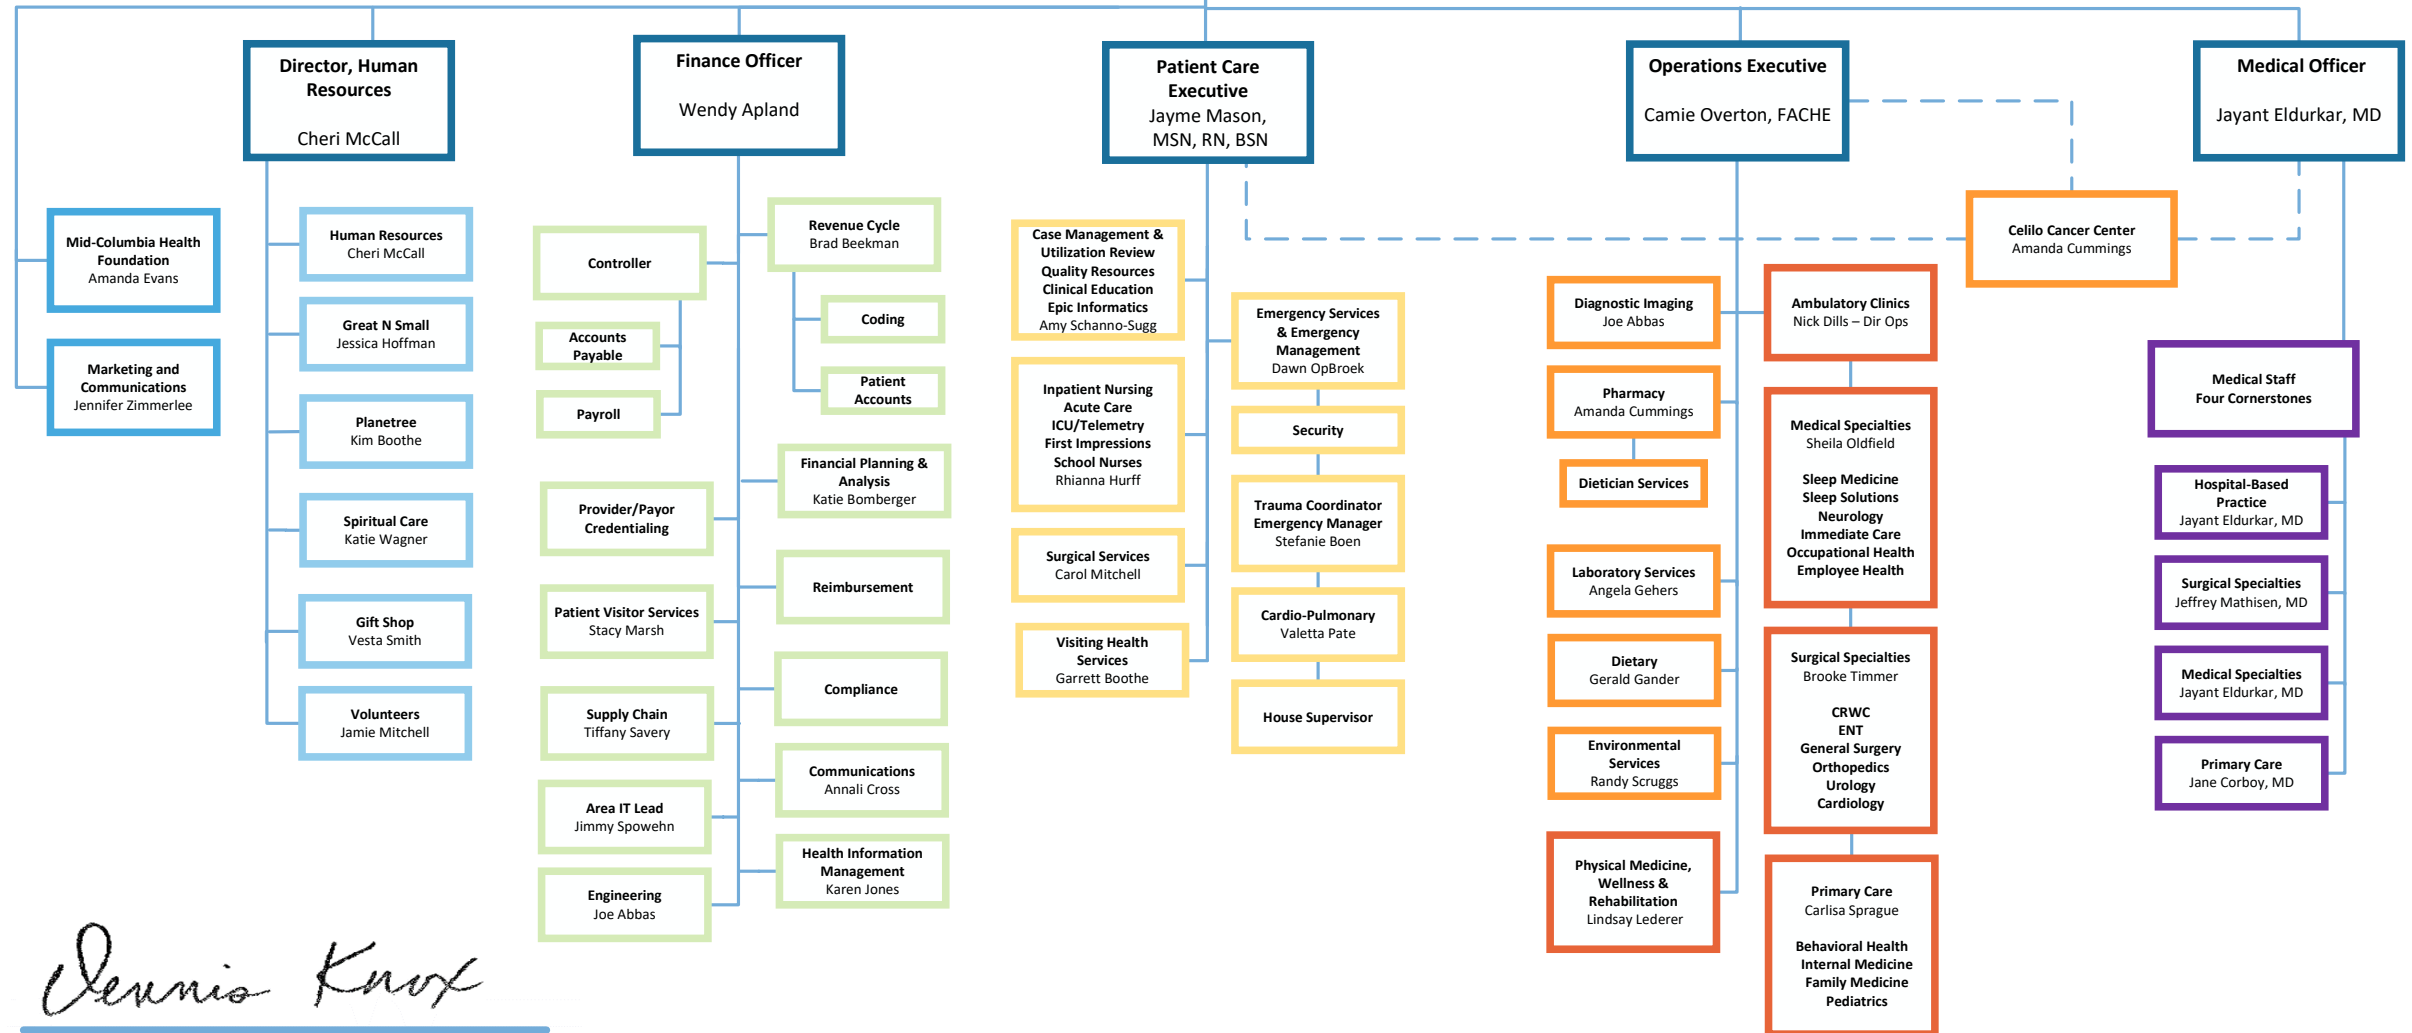 Director, Human
Resources
Cheri McCall
Finance Officer
Wendy Apland
Patient Care
Executive
Jayme Mason,
MSN, RN, BSN
Operations Executive
Camie Overton, FACHE
Medical Officer
Jayant Eldurkar, MD
Mid-Columbia Health
Foundation
Amanda Evans
Marketing and
Communications
Jennifer Zimmerlee
Human Resources
Cheri McCall
Great N Small
Jessica Hoffman
Planetree
Kim Boothe
Spiritual Care
Katie Wagner
Gift Shop
Vesta Smith
Volunteers
Jamie Mitchell
Controller
Accounts
Payable
Payroll
Provider/Payor
Credentialing
Patient Visitor Services
Stacy Marsh
Supply Chain
Tiffany Savery
Area IT Lead
Jimmy Spowehn
Engineering
Joe Abbas
Revenue Cycle
Brad Beekman
Coding
Patient
Accounts
Financial Planning &
Analysis
Katie Bomberger
Reimbursement
Compliance
Communications
Annali Cross
Health Information
Management
Karen Jones
Case Management &
Utilization Review
Quality Resources
Clinical Education
Epic Informatics
Amy Schanno-Sugg
Inpatient Nursing
Acute Care
ICU/Telemetry
First Impressions
School Nurses
Rhianna Hurff
Surgical Services
Carol Mitchell
Visiting Health
Services
Garrett Boothe
Emergency Services
& Emergency
Management
Dawn OpBroek
Security
Trauma Coordinator
Emergency Manager
Stefanie Boen
Cardio-Pulmonary
Valetta Pate
House Supervisor
Diagnostic Imaging
Joe Abbas
Pharmacy
Amanda Cummings
Dietician Services
Laboratory Services
Angela Gehers
Dietary
Gerald Gander
Environmental
Services
Randy Scruggs
Physical Medicine,
Wellness &
Rehabilitation
Lindsay Lederer
Ambulatory Clinics
Nick Dills – Dir Ops
Medical Specialties
Sheila Oldfield
Sleep Medicine
Sleep Solutions
Neurology
Immediate Care
Occupational Health
Employee Health
Surgical Specialties
Brooke Timmer
CRWC
ENT
General Surgery
Orthopedics
Urology
Cardiology
Primary Care
Carlisa Sprague
Behavioral Health
Internal Medicine
Family Medicine
Pediatrics
Celilo Cancer Center
Amanda Cummings
Medical Staff
Four Cornerstones
Hospital-Based
Practice
Jayant Eldurkar, MD
Surgical Specialties
Jeffrey Mathisen, MD
Medical Specialties
Jayant Eldurkar, MD
Primary Care
Jane Corboy, MD
Dennis Knox